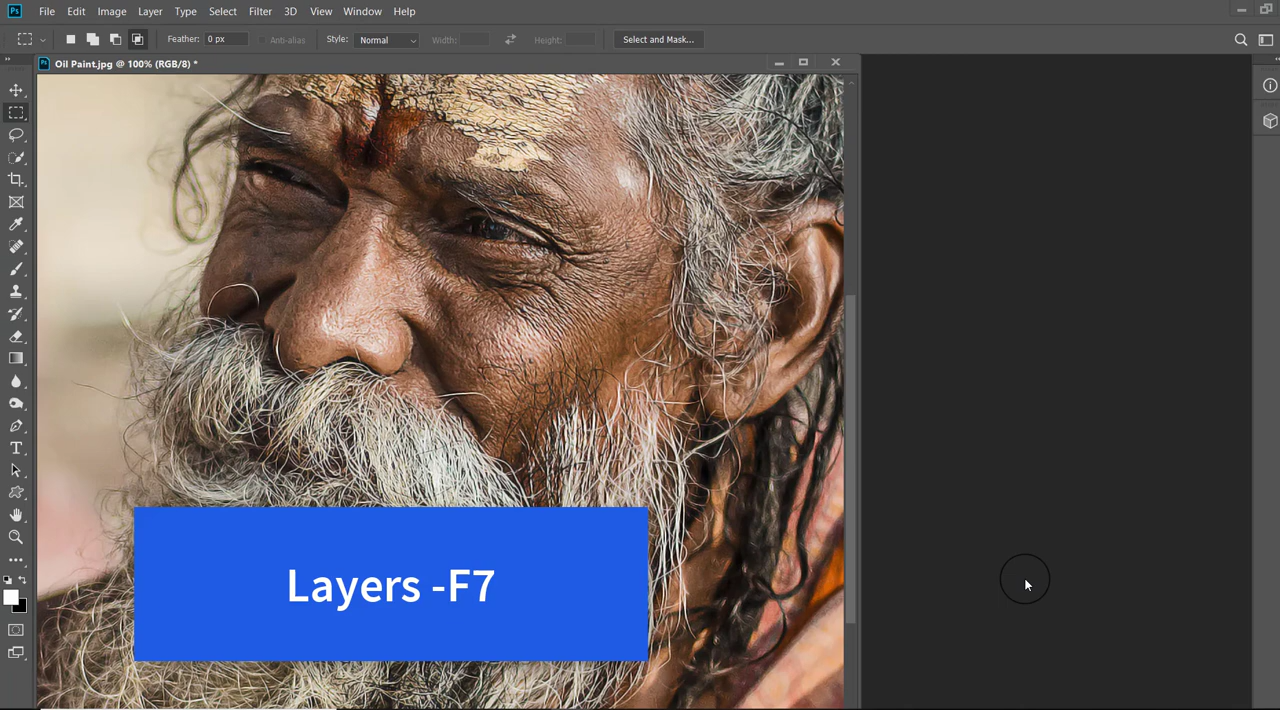 Ps File Edit Image Layer Type Select Filter 3D View Window Help
Feather: 0 px Anti-alias Style: Normal Width: Height: Select and Mask...
Ps Oil Paint.jpg @ 100% (RGB/8) *
Layers -F7